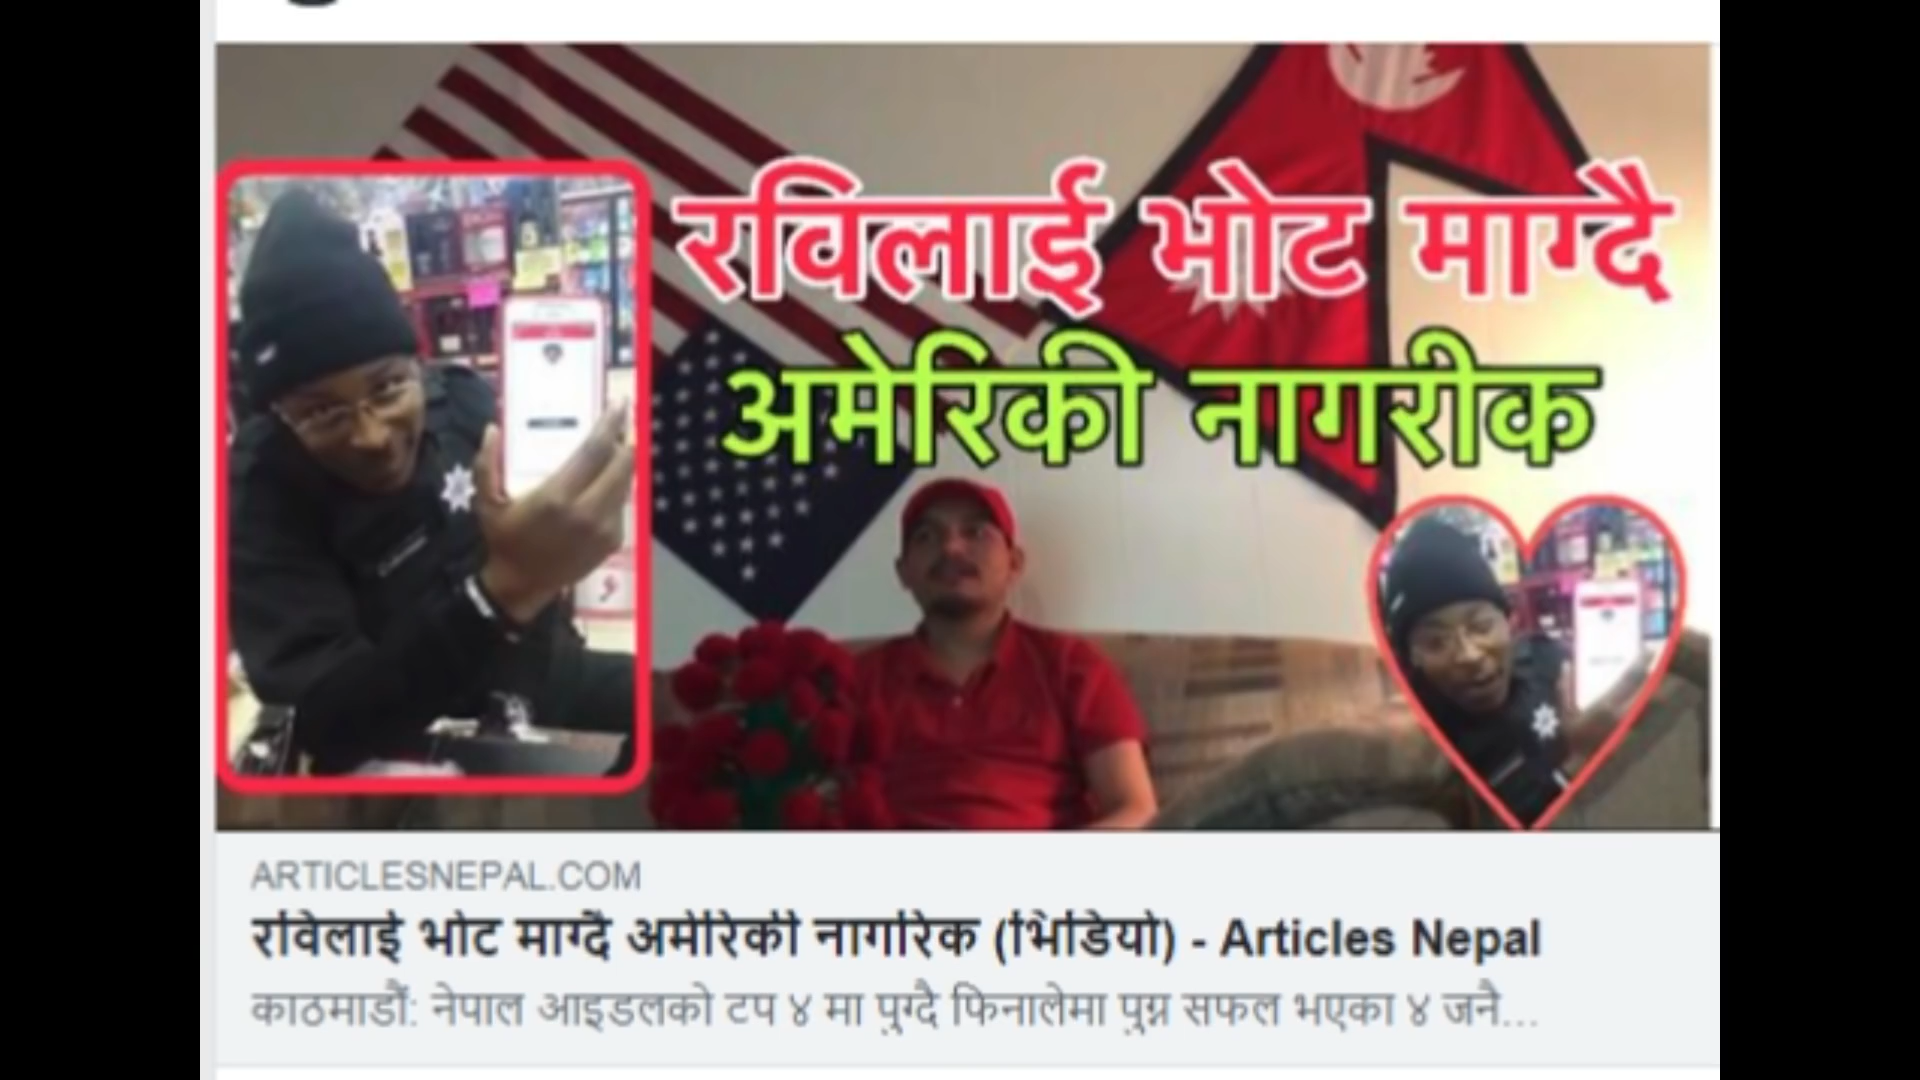 रविलाई भोट माग्दै
अमेरिकी नागरीक
ARTICLESNEPAL.COM
रविलाई भोट माग्दै अमेरिकी नागरिक (भिडियो) - Articles Nepal
काठमाडौं: नेपाल आइडलको टप ४ मा पुग्दै फिनालेमा पुग्न सफल भएका ४ जनै...